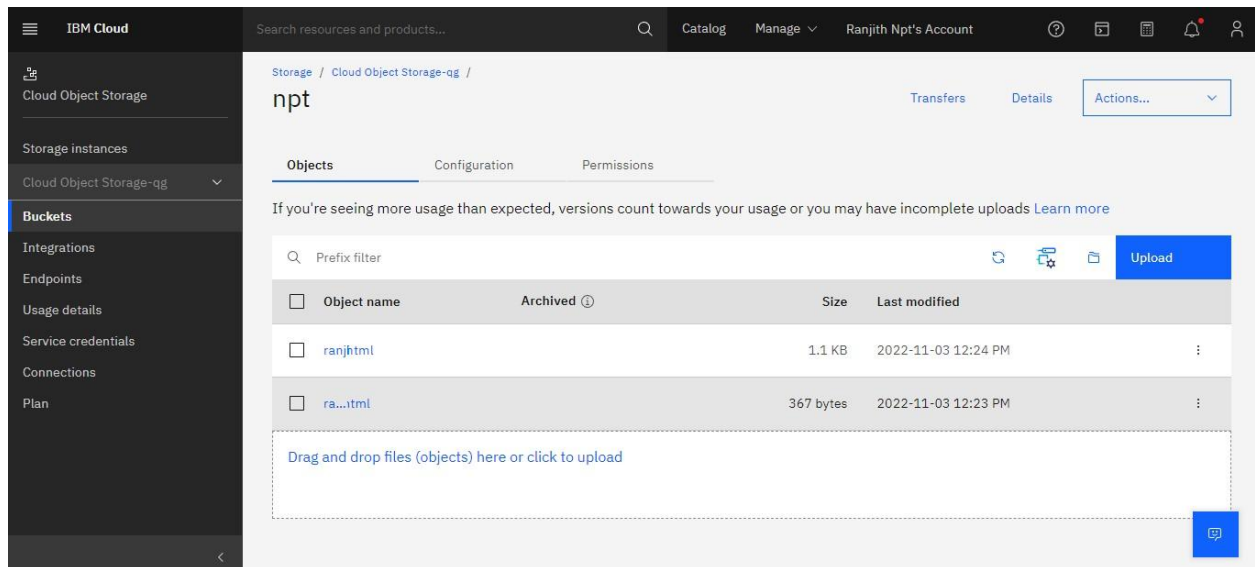 IBM Cloud
Search resources and products...
Catalog
Manage
Ranjith Npt's Account
Cloud Object Storage
Storage instances
Cloud Object Storage-qg
Buckets
Integrations
Endpoints
Usage details
Service credentials
Connections
Plan
Storage / Cloud Object Storage-qg /
npt
Transfers
Details
Actions...
Objects
Configuration
Permissions
If you're seeing more usage than expected, versions count towards your usage or you may have incomplete uploads Learn more
Prefix filter
Upload
Object name
Archived
Size
Last modified
1.1 KB
2022-11-03 12:24 PM
367 bytes
2022-11-03 12:23 PM
Drag and drop files (objects) here or click to upload